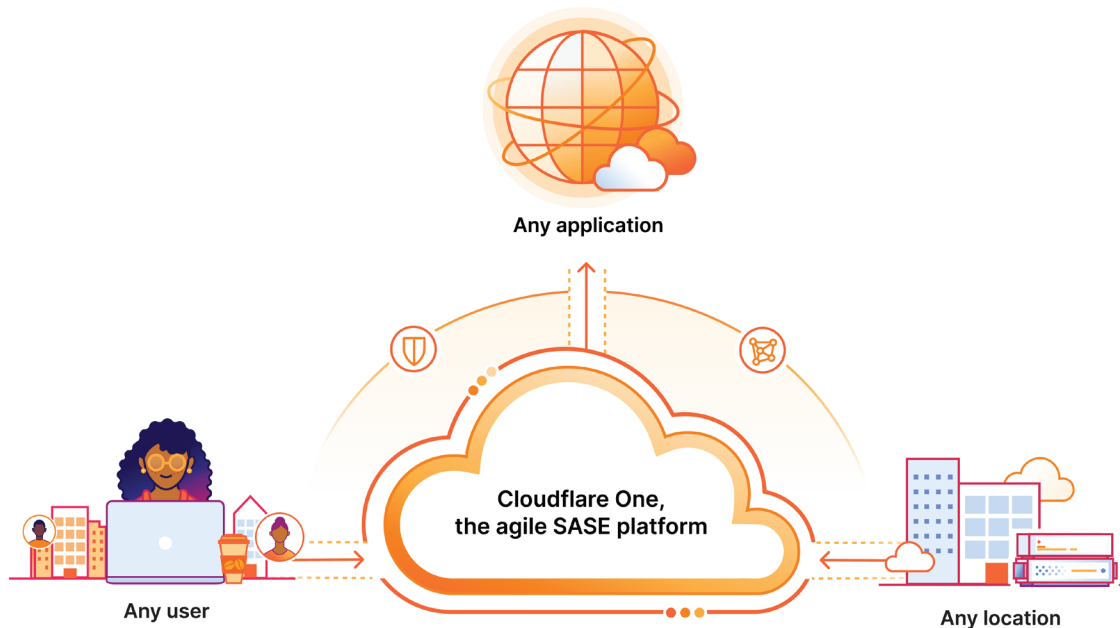 Any application
Cloudflare One,
the agile SASE platform
Any user
Any location